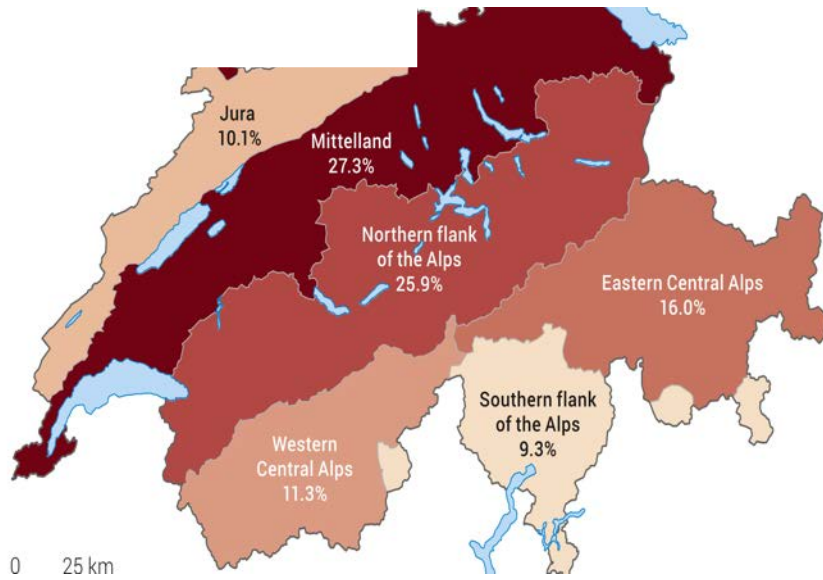 Jura
10.1%
Mittelland
27.3%
Northern flank
of the Alps
25.9%
Eastern Central Alps
16.0%
Southern flank
of the Alps
9.3%
Western
Central Alps
11.3%
0 25 km